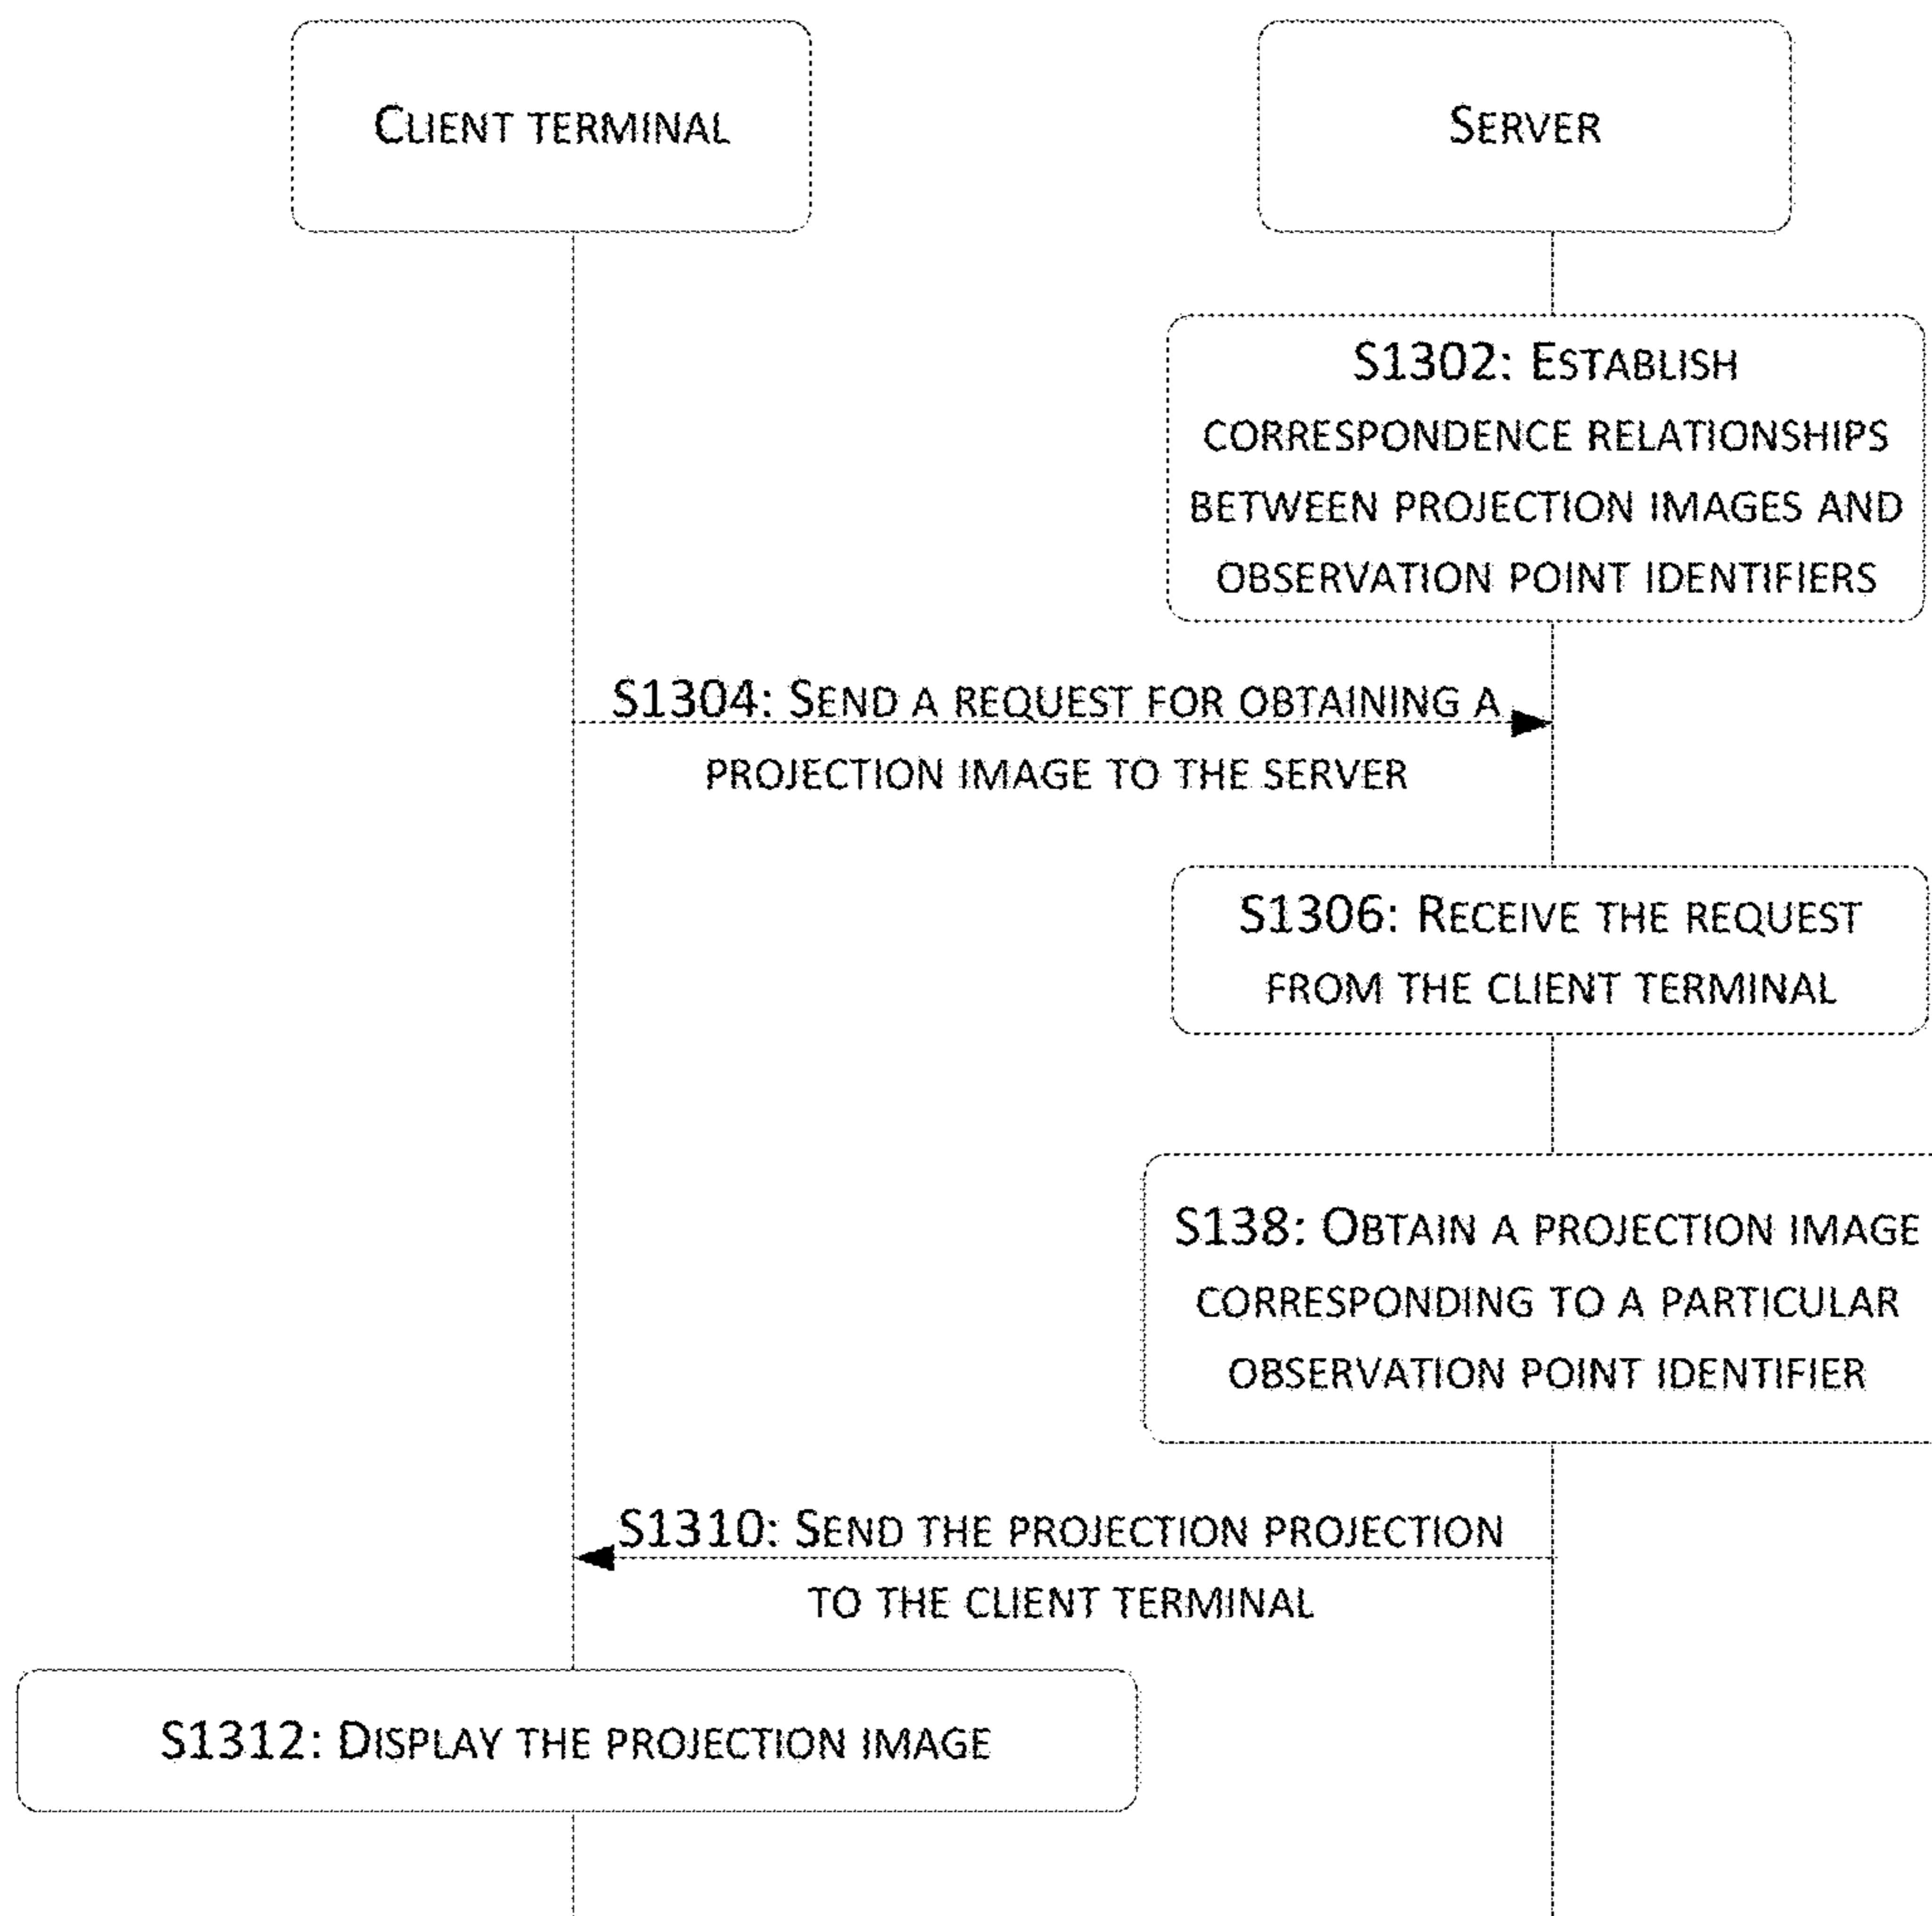 Client terminal
Server
S1302: Establish
correspondence relationships
between projection images and
observation point identifiers
S1304: Send a request for obtaining a
projection image to the server
S1306: Receive the request
from the client terminal
S138: Obtain a projection image
corresponding to a particular
observation point identifier
S1310: Send the projection projection
to the client terminal
S1312: Display the projection image